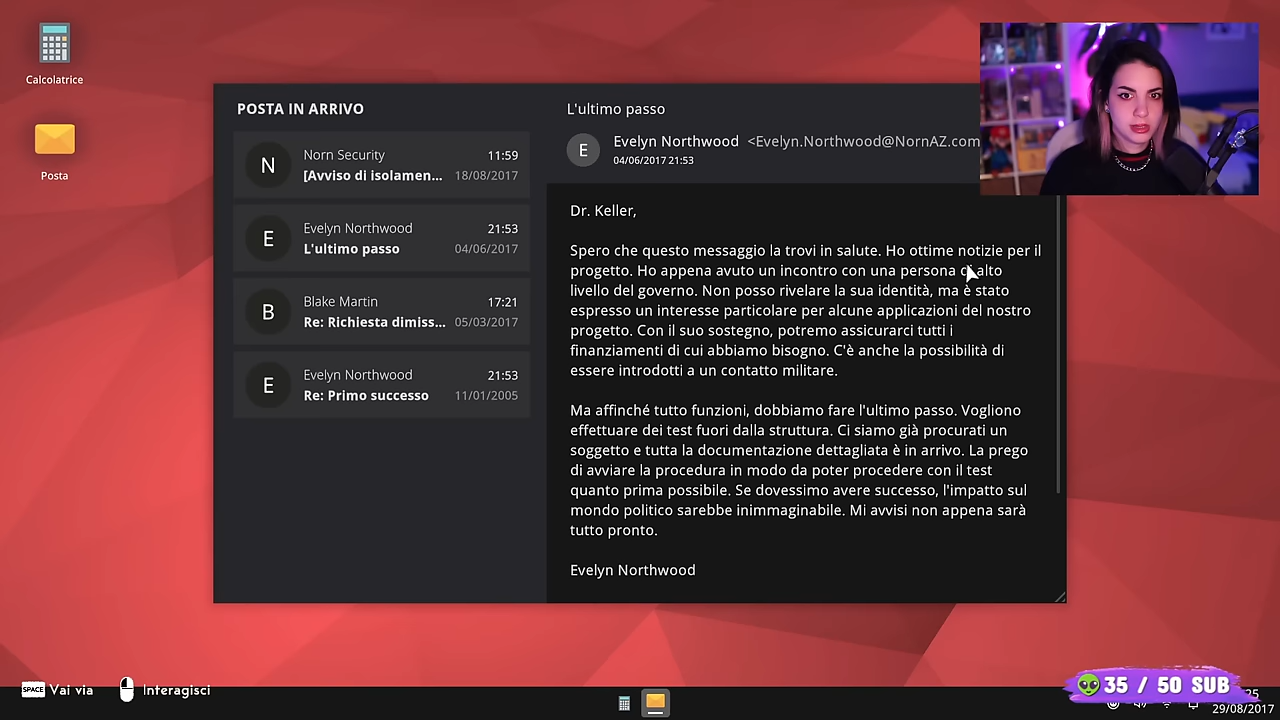 Calcolatrice
Posta
POSTA IN ARRIVO
N
Norn Security
11:59
[Avviso di isolamen...
18/08/2017
E
Evelyn Northwood
21:53
L'ultimo passo
04/06/2017
B
Blake Martin
17:21
Re: Richiesta dimiss...
05/03/2017
E
Evelyn Northwood
21:53
Re: Primo successo
11/01/2005
L'ultimo passo
E
Evelyn Northwood <Evelyn.Northwood@NornAZ.com
04/06/2017 21:53
Dr. Keller,
Spero che questo messaggio la trovi in salute. Ho ottime notizie per il
progetto. Ho appena avuto un incontro con una persona di alto
livello del governo. Non posso rivelare la sua identità, ma è stato
espresso un interesse particolare per alcune applicazioni del nostro
progetto. Con il suo sostegno, potremo assicurarci tutti i
finanziamenti di cui abbiamo bisogno. C'è anche la possibilità di
essere introdotti a un contatto militare.
Ma affinché tutto funzioni, dobbiamo fare l'ultimo passo. Vogliono
effettuare dei test fuori dalla struttura. Ci siamo già procurati un
soggetto e tutta la documentazione dettagliata è in arrivo. La prego
di avviare la procedura in modo da poter procedere con il test
quanto prima possibile. Se dovessimo avere successo, l'impatto sul
mondo politico sarebbe inimmaginabile. Mi avvisi non appena sarà
tutto pronto.
Evelyn Northwood
SPACE Vai via
Interagisci
35 / 50 SUB
29/08/2017